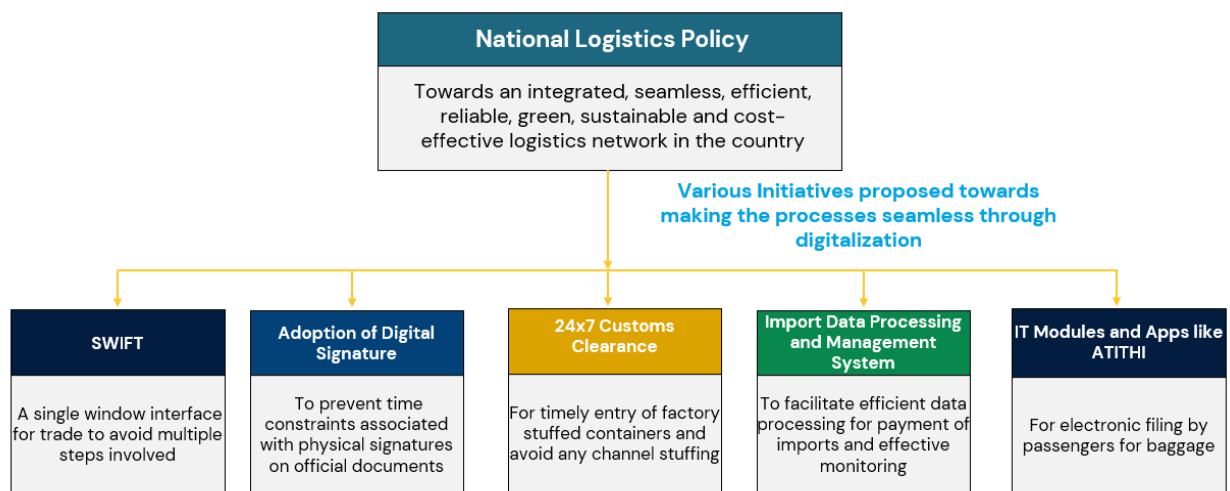 National Logistics Policy
Towards an integrated, seamless, efficient,
reliable, green, sustainable and cost-
effective logistics network in the country
Various Initiatives proposed towards
making the processes seamless through
digitalization
SWIFT
A single window interface
for trade to avoid multiple
steps involved
Adoption of Digital
Signature
To prevent time
constraints associated
with physical signatures
on official documents
24x7 Customs
Clearance
For timely entry of factory
stuffed containers and
avoid any channel stuffing
Import Data Processing
and Management
System
To facilitate efficient data
processing for payment of
imports and effective
monitoring
IT Modules and Apps like
ATITHI
For electronic filing by
passengers for baggage